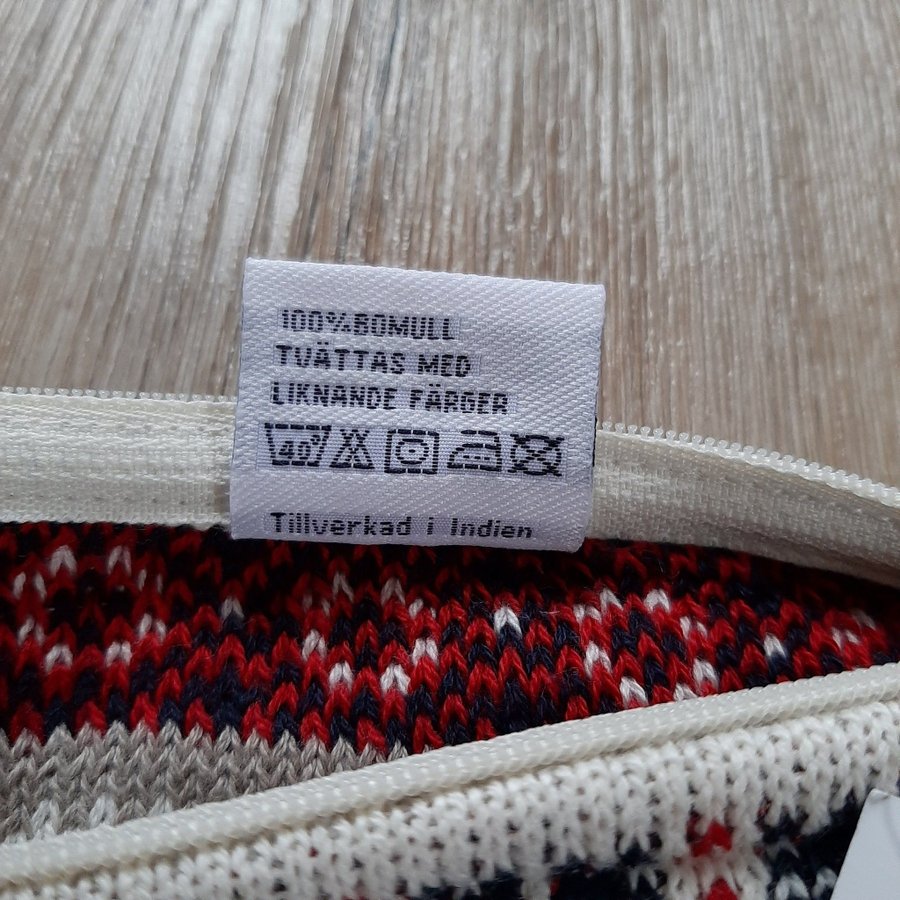 100%BOMULL
TVÄTTAS MED
LIKNANDE FÄRGER
40°
Tillverkad i Indien